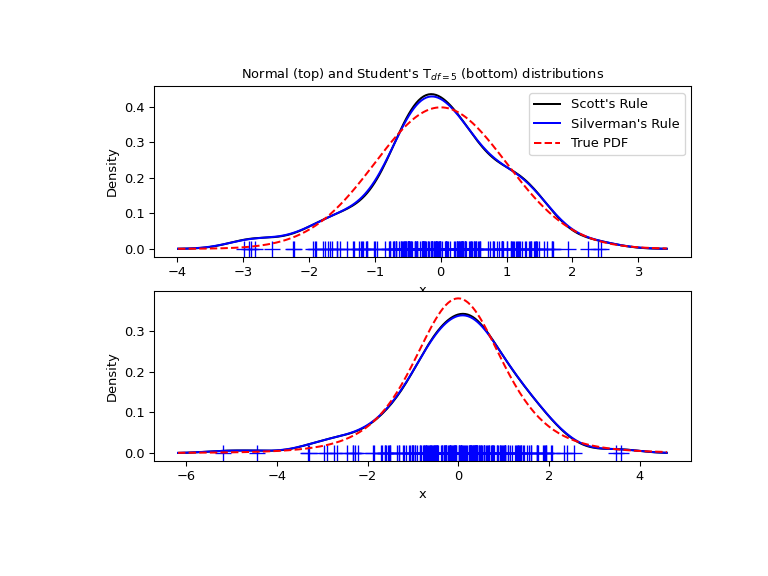 Normal (top) and Student's T_{df=5} (bottom) distributions
Density
0.4
0.3
0.2
0.1
0.0
Scott's Rule
Silverman's Rule
True PDF
−4 −3 −2 −1 0 1 2 3
x
Density
0.3
0.2
0.1
0.0
−6 −4 −2 0 2 4
x